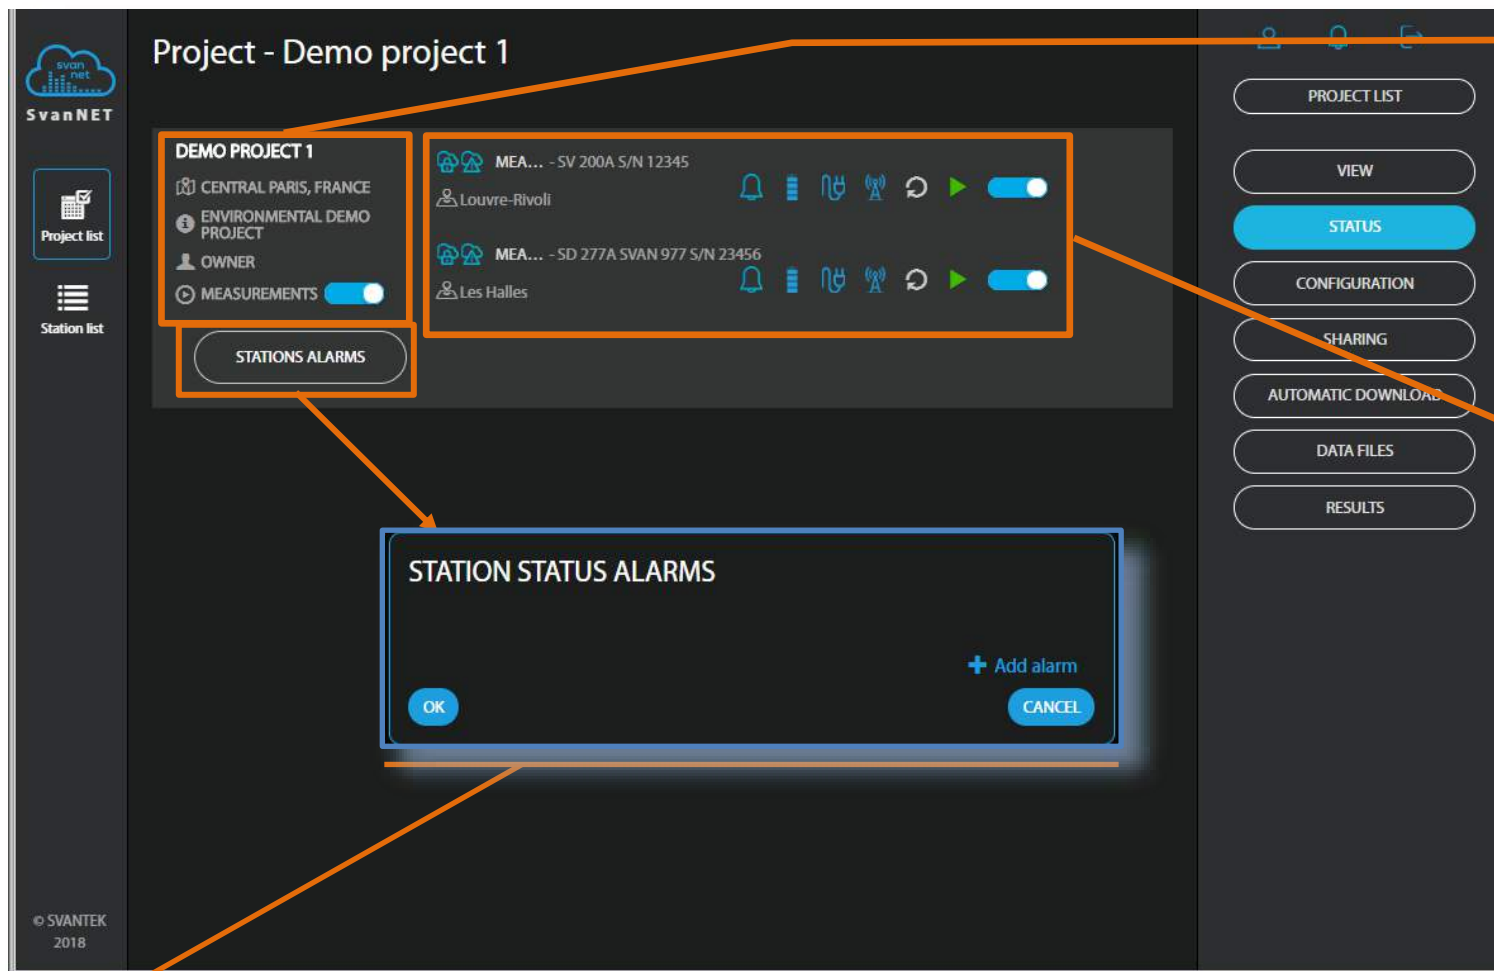 svan
net
SvanNET
Project list
Station list
© SVANTEK
2018
Project - Demo project 1
DEMO PROJECT 1
CENTRAL PARIS, FRANCE
ENVIRONMENTAL DEMO
PROJECT
OWNER
MEASUREMENTS
STATIONS ALARMS
MEA... - SV 200A S/N 12345
Louvre-Rivoli
MEA... - SD 277A SVAN 977 S/N 23456
Les Halles
STATION STATUS ALARMS
Add alarm
OK
CANCEL
PROJECT LIST
VIEW
STATUS
CONFIGURATION
SHARING
AUTOMATIC DOWNLOAD
DATA FILES
RESULTS